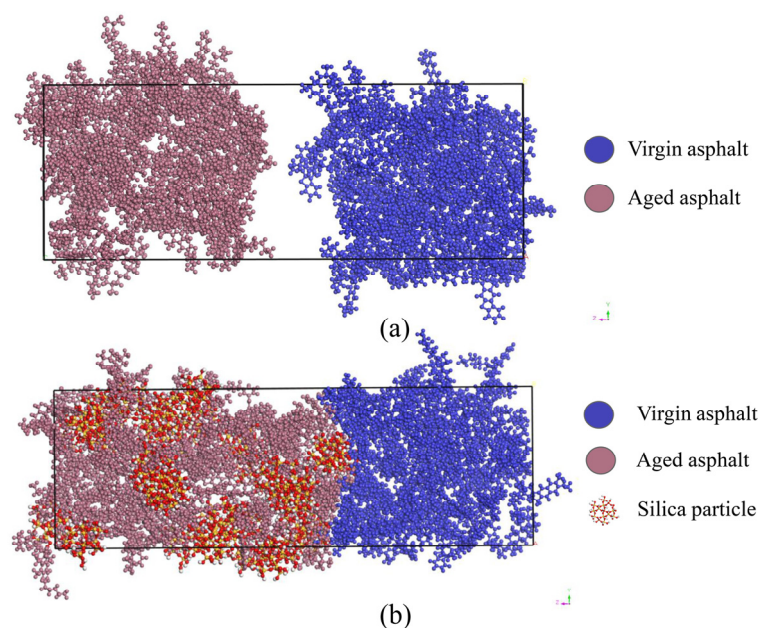 Virgin asphalt
Aged asphalt
(a)
Virgin asphalt
Aged asphalt
Silica particle
(b)